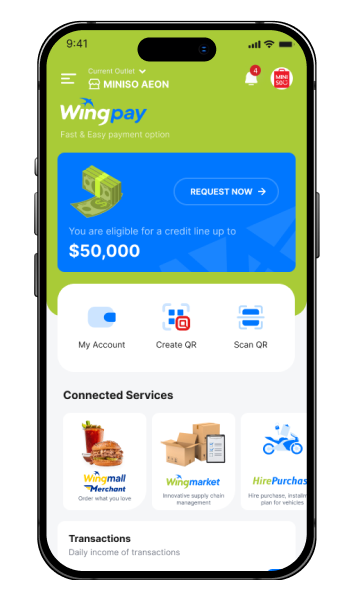 9:41
Current Outlet
MINISO AEON
4
MINI
SO
Wingpay
Fast & Easy payment option
REQUEST NOW
You are eligible for a credit line up to
$50,000
My Account
Create QR
Scan QR
Connected Services
Wingmall
Merchant
Order what you love
Wingmarket
Innovative supply chain
management
HirePurchas
Hire purchase, installm
plan for vehicles
Transactions
Daily income of transactions